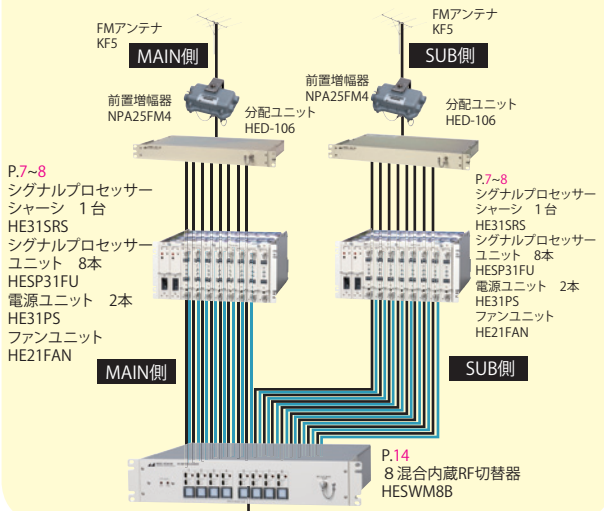 FMアンテナ
KF5
MAIN側
前置増幅器
NPA25FM4
分配ユニット
HED-106
P.7~8
シグナルプロセッサー
シャーシ　1台
HE31SRS
シグナルプロセッサー
ユニット　8本
HESP31FU
電源ユニット　2本
HE31PS
ファンユニット
HE21FAN
MAIN側
FMアンテナ
KF5
SUB側
前置増幅器
NPA25FM4
分配ユニット
HED-106
P.7~8
シグナルプロセッサー
シャーシ　1台
HE31SRS
シグナルプロセッサー
ユニット　8本
HESP31FU
電源ユニット　2本
HE31PS
ファンユニット
HE21FAN
SUB側
P.14
８混合内蔵RF切替器
HESWM8B